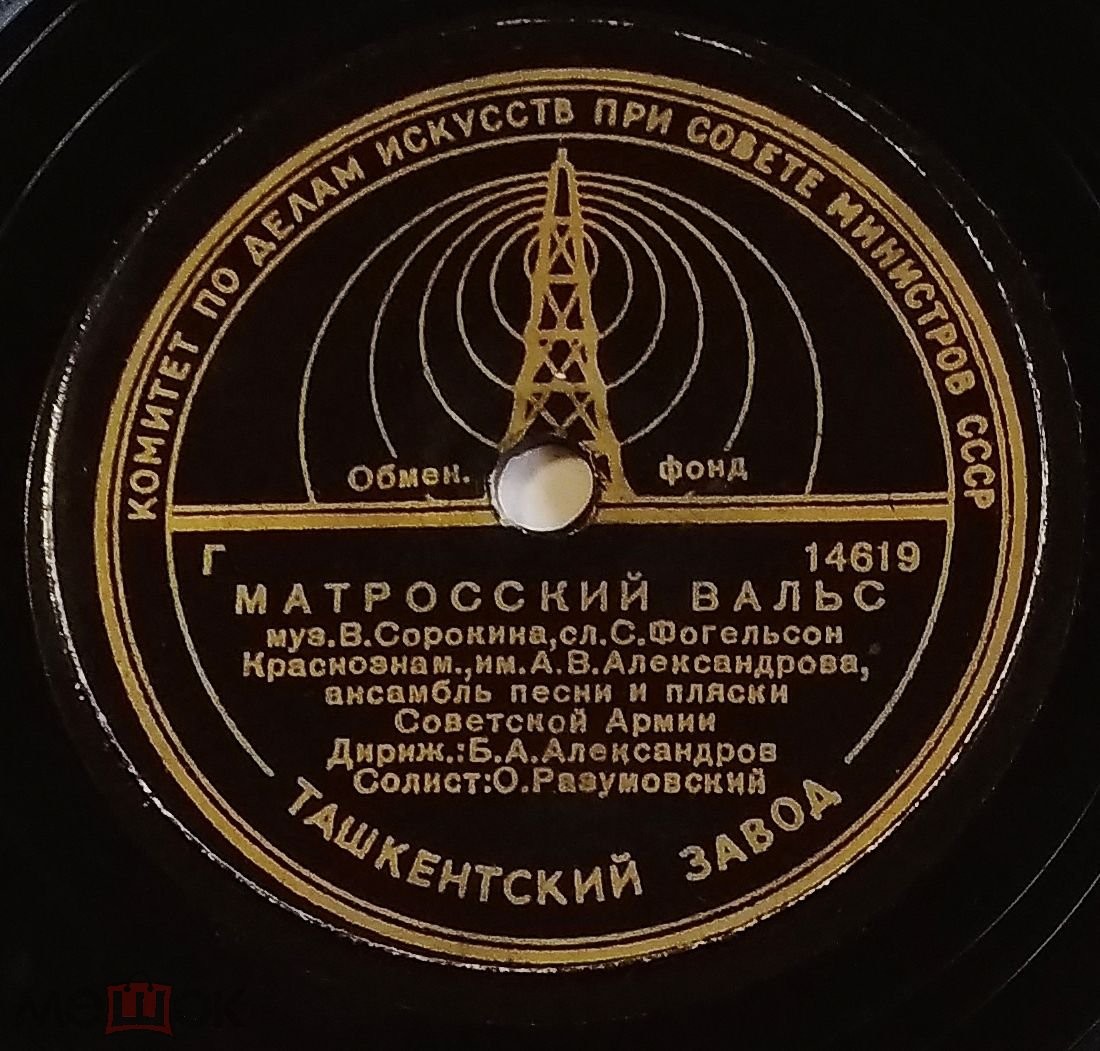 КОМИТЕТ ПО ДЕЛАМ ИСКУССТВ ПРИ СОВЕТЕ МИНИСТРОВ СССР
Обмен. фонд
Г 14619
МАТРОССКИЙ ВАЛЬС
муз.В.Сорокина,сл.С.Фогельсон
Краснознам.,им.А.В.Александрова,
ансамбль песни и пляски
Советской Армии
Дириж.:Б.А.Александров
Солист:О.Разумовский
ТАШКЕНТСКИЙ ЗАВОД
мешок